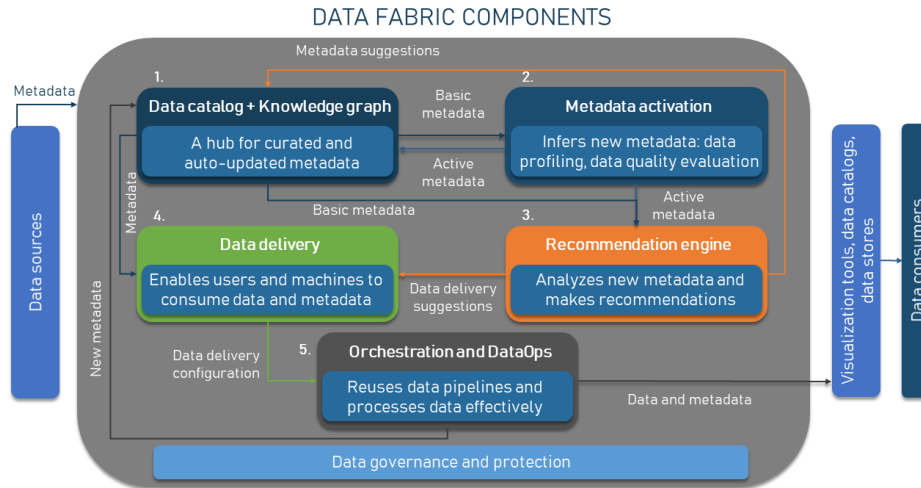 DATA FABRIC COMPONENTS
Metadata suggestions
Metadata
1.
Data catalog + Knowledge graph
A hub for curated and
auto-updated metadata
Basic
metadata
Active
metadata
2.
Metadata activation
Infers new metadata: data
profiling, data quality evaluation
Metadata
Basic metadata
Active
metadata
4.
Data delivery
Enables users and machines to
consume data and metadata
Data delivery
suggestions
3.
Recommendation engine
Analyzes new metadata and
makes recommendations
Data sources
New metadata
Data delivery
configuration
5.
Orchestration and DataOps
Reuses data pipelines and
processes data effectively
Data and metadata
Visualization tools, data catalogs,
data stores
Data consumers
Data governance and protection